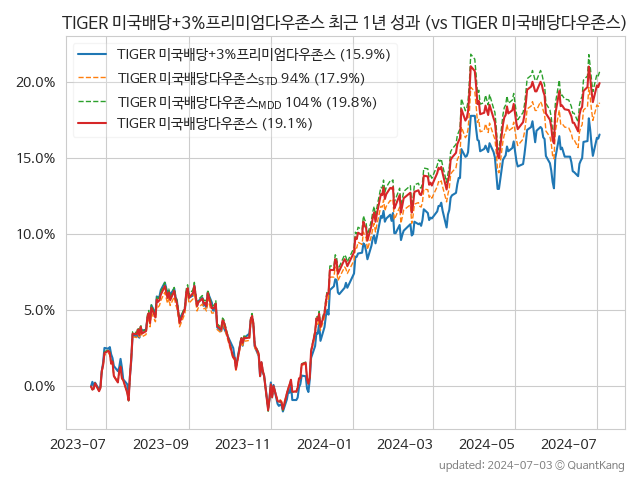 TIGER 미국배당+3%프리미엄다우존스 최근 1년 성과 (vs TIGER 미국배당다우존스)
TIGER 미국배당+3%프리미엄다우존스 (15.9%)
TIGER 미국배당다우존스STD 94% (17.9%)
TIGER 미국배당다우존스MDD 104% (19.8%)
TIGER 미국배당다우존스 (19.1%)
20.0%
15.0%
10.0%
5.0%
0.0%
2023-07 2023-09 2023-11 2024-01 2024-03 2024-05 2024-07
updated: 2024-07-03 © QuantKang